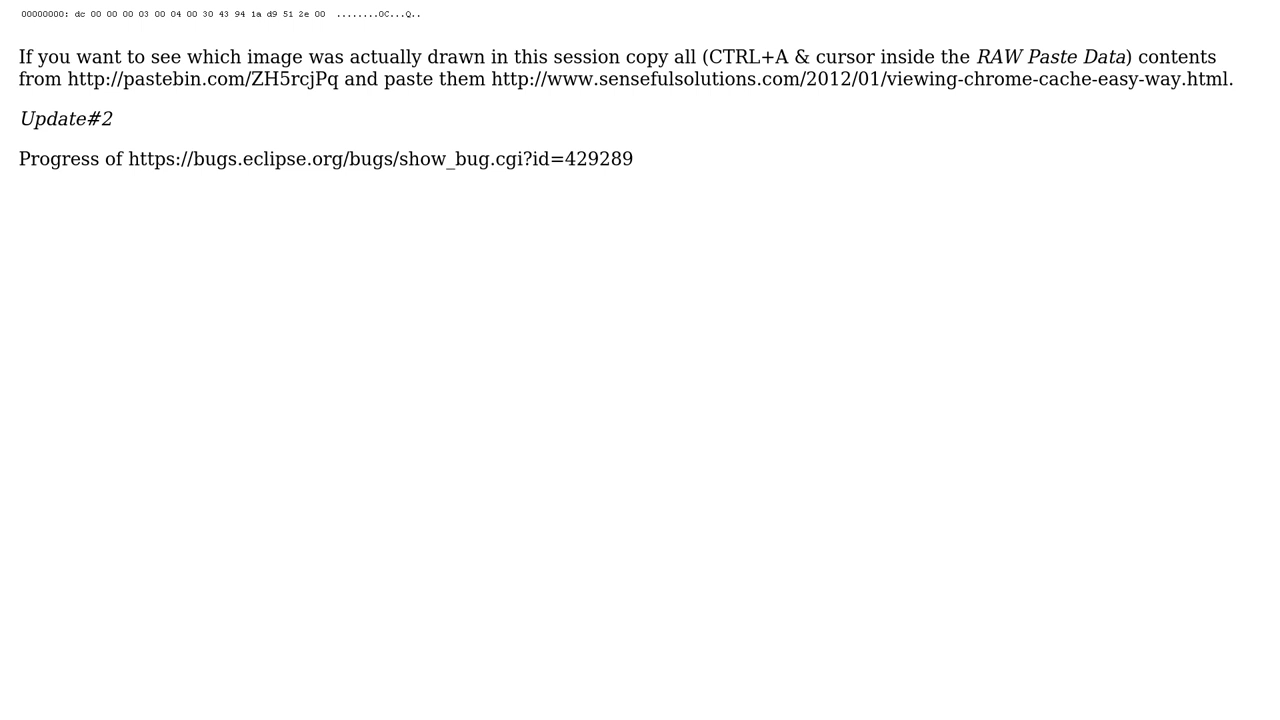 00000000: dc 00 00 00 03 00 04 00 30 43 94 1a d9 51 2e 00 ........0C...Q..
If you want to see which image was actually drawn in this session copy all (CTRL+A & cursor inside the RAW Paste Data) contents
from http://pastebin.com/ZH5rcjPq and paste them http://www.sensefulsolutions.com/2012/01/viewing-chrome-cache-easy-way.html.
Update#2
Progress of https://bugs.eclipse.org/bugs/show_bug.cgi?id=429289